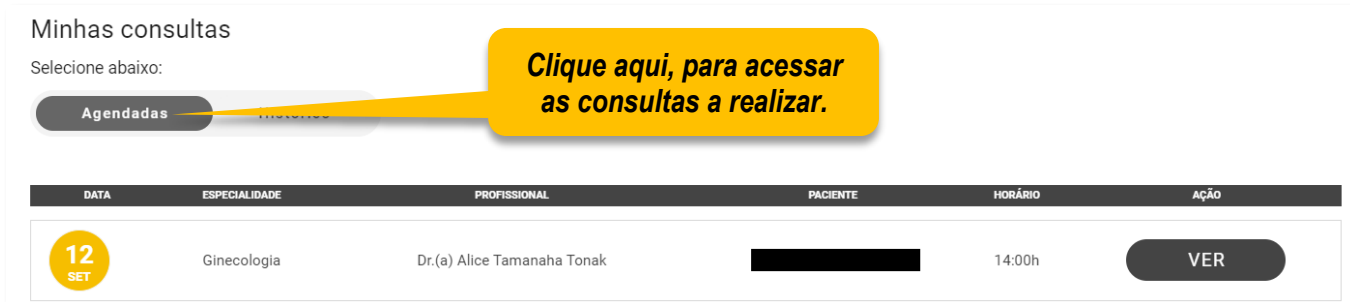 Minhas consultas
Selecione abaixo:
Clique aqui, para acessar
as consultas a realizar.
Agendadas
DATA ESPECIALIDADE PROFISSIONAL PACIENTE HORÁRIO AÇÃO
12 Ginecologia Dr.(a) Alice Tamanaha Tonak 14:00h VER
SET